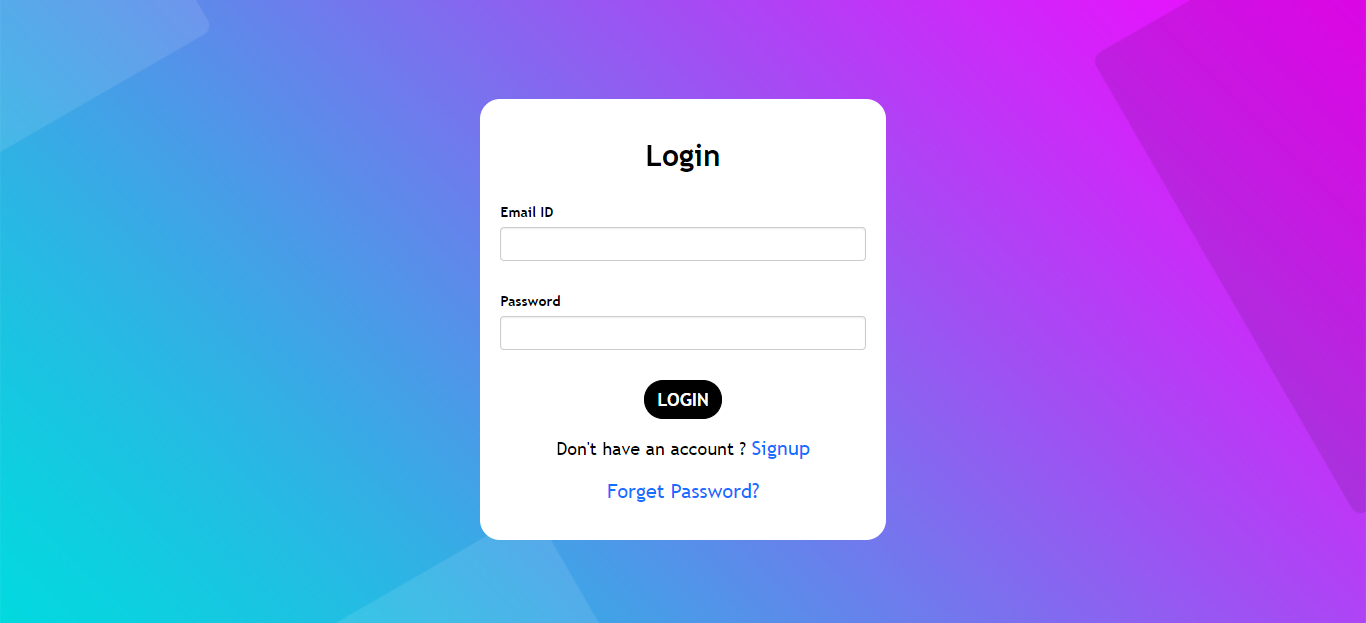 Login
Email ID
Password
LOGIN
Don't have an account ? Signup
Forget Password?